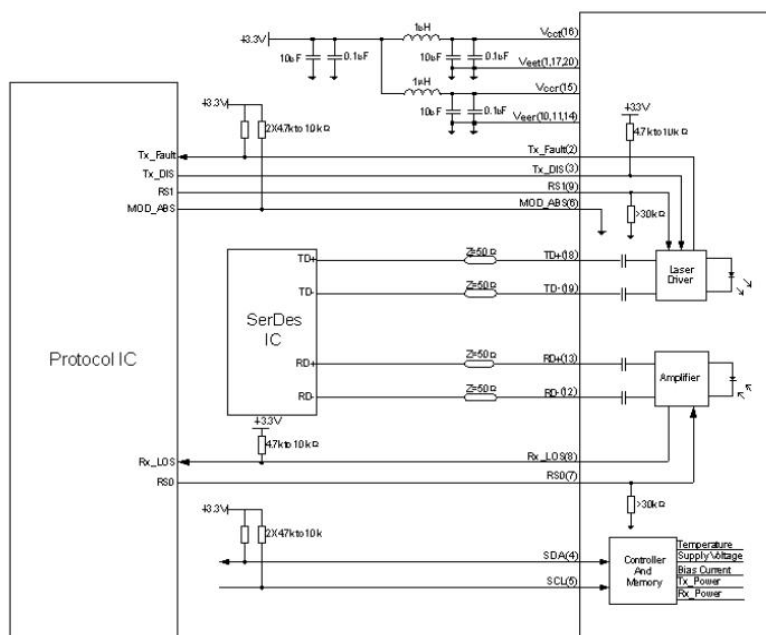 1uH
Vcct(16)
+3.3V
10uF
0.1uF
10uF
0.1uF
Veet(1,17,20)
1uH
Vccr(15)
+3.3V
10uF
0.1uF
+3.3V
2X4.7k to 10kΩ
Veer(10,11,14)
4.7k to 10kΩ
Tx_Fault
Tx_Fault(2)
Tx_DIS
Tx_DIS(3)
RS1
RS1(9)
MOD_ABS
MOD_ABS(6)
>30kΩ
TD+
Z=50Ω
TD+(18)
Laser
Driver
TD-
Z=50Ω
TD-(19)
SerDes
IC
Protocol IC
RD+
Z=50Ω
RD+(13)
Amplifier
RD-
Z=50Ω
RD-(12)
+3.3V
4.7k to 10kΩ
Rx_LOS
Rx_LOS(8)
RS0
RS0(7)
+3.3V
>30kΩ
2X4.7k to 10k
SDA(4)
SCL(5)
Controller
And
Memory
Temperature
Supply Voltage
Bias Current
Tx_Power
Rx_Power